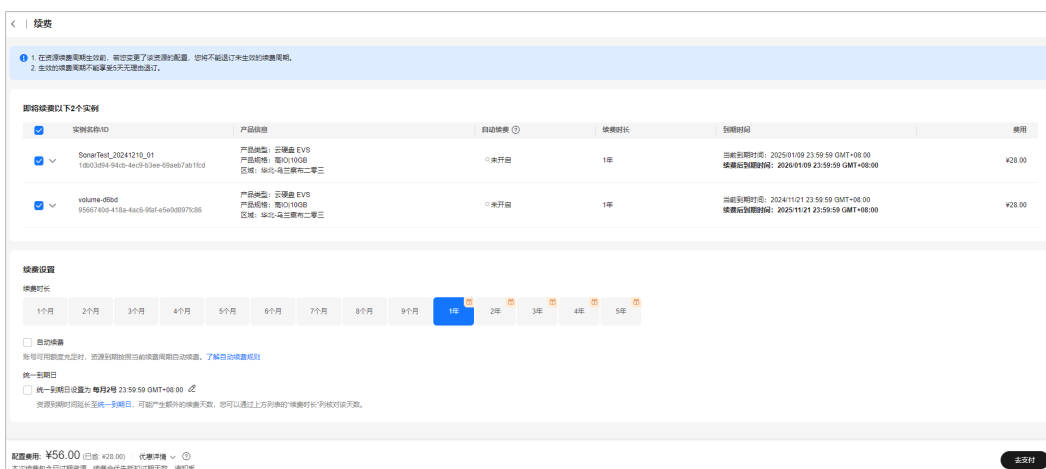 续费
1. 在资源续费周期生效前，若您变更了该资源的配置，您将不能退订未生效的续费周期。
2. 生效的续费周期不能享受5天无理由退订。
即将续费以下2个实例
实例名称/ID 产品信息 自动续费 续费时长 到期时间 费用
SonarTest_20241210_01
1db03d94-94cb-4ec9-b3ee-69aeb7ab1fcd
产品类型：云硬盘 EVS
产品规格：高IO|10GB
区域：华北-乌兰察布二零三
未开启
1年
当前到期时间：2025/01/09 23:59:59 GMT+08:00
续费后到期时间：2026/01/09 23:59:59 GMT+08:00
¥28.00
volume-d6bd
9566740d-418a-4ac6-9faf-e5e0d897fc86
产品类型：云硬盘 EVS
产品规格：高IO|10GB
区域：华北-乌兰察布二零三
未开启
1年
当前到期时间：2024/11/21 23:59:59 GMT+08:00
续费后到期时间：2025/11/21 23:59:59 GMT+08:00
¥28.00
续费设置
续费时长
1个月 2个月 3个月 4个月 5个月 6个月 7个月 8个月 9个月 1年 2年 3年 4年 5年
自动续费
账号可用额度充足时，资源到期按照当前续费周期自动续费。了解自动续费规则
统一到期日
统一到期日设置为 每月2号 23:59:59 GMT+08:00
资源到期时间延长至统一到期日，可能产生额外的续费天数，您可以通过上方列表的“续费时长”列核对该天数。
配置费用: ¥56.00 (已省: ¥28.00) 优惠详情
去支付